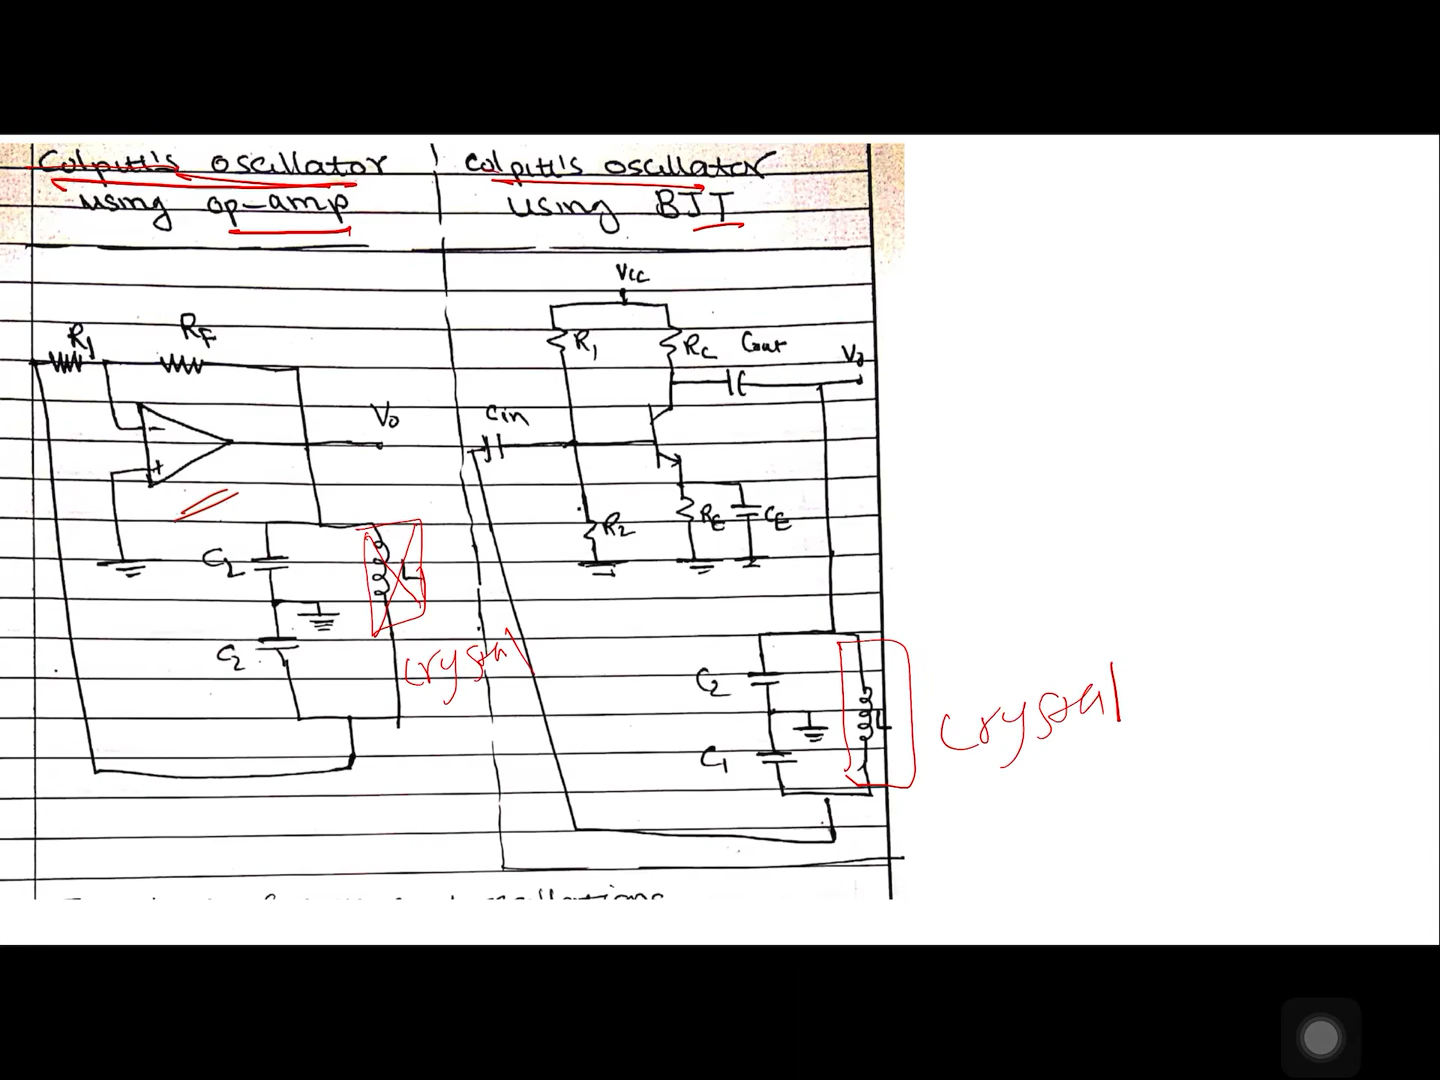 Colpitt's oscillator
using op-amp
Colpitt's oscillator
using BJT
R1
RF
Vo
C2
L
C2
crystal
Vcc
R1
Rc
Cout
Vo
Cin
R2
RE
CE
C2
L
C1
Crystal